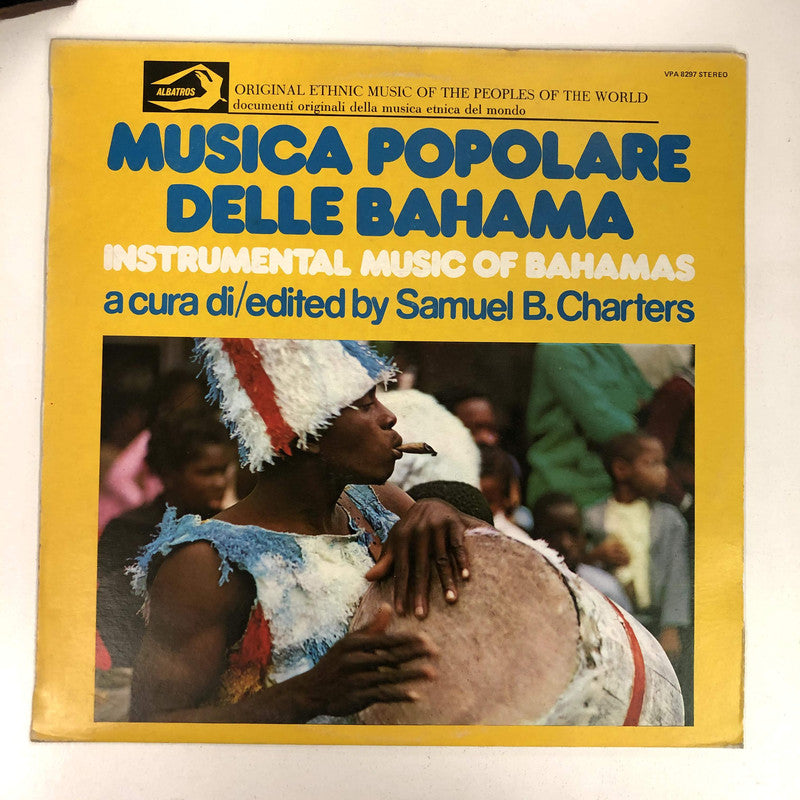 VPA 8297 STEREO
ALBATROS
ORIGINAL ETHNIC MUSIC OF THE PEOPLES OF THE WORLD
documenti originali della musica etnica del mondo
MUSICA POPOLARE
DELLE BAHAMA
INSTRUMENTAL MUSIC OF BAHAMAS
a cura di/edited by Samuel B. Charters